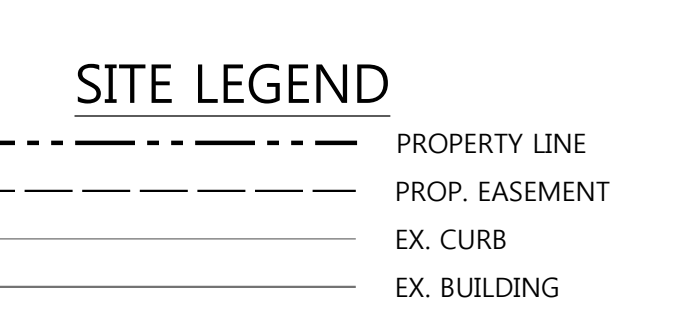 SITE LEGEND
PROPERTY LINE
PROP. EASEMENT
EX. CURB
EX. BUILDING